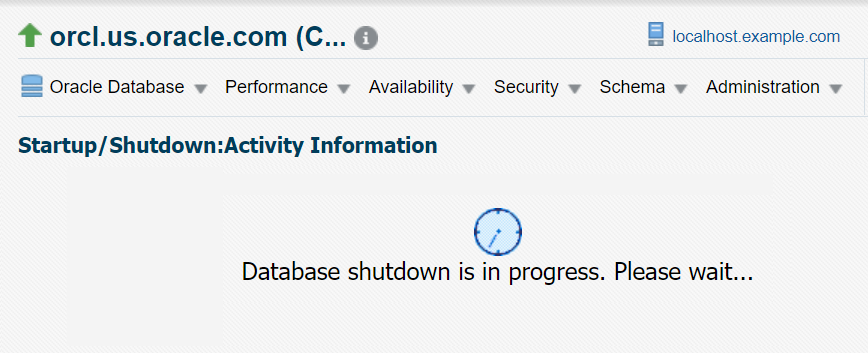 orcl.us.oracle.com (C... i
localhost.example.com
Oracle Database Performance Availability Security Schema Administration
Startup/Shutdown:Activity Information
Database shutdown is in progress. Please wait...